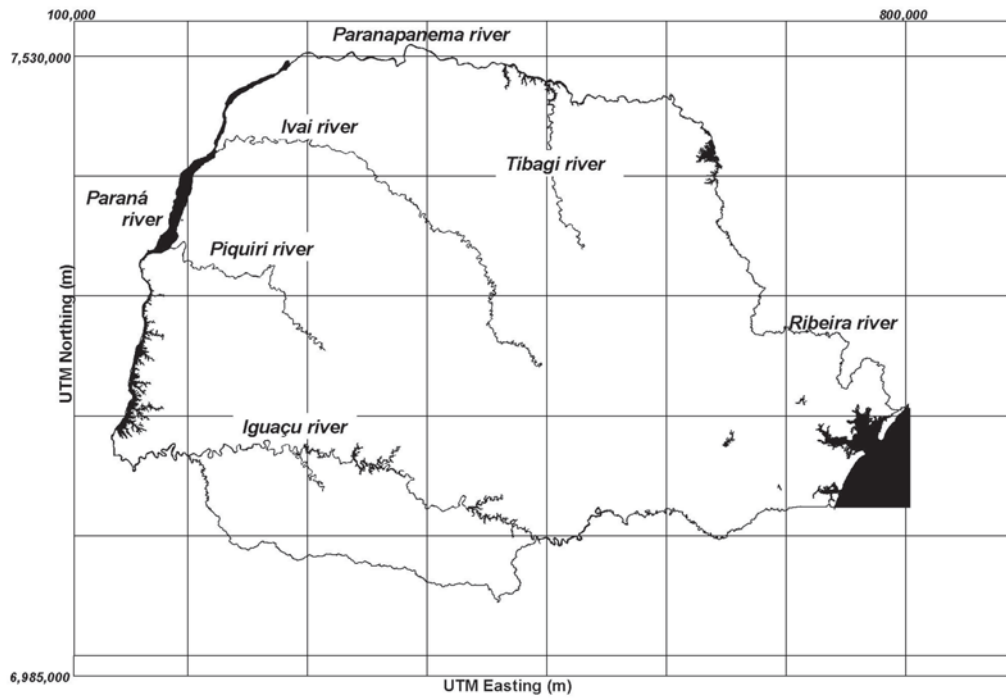 100,000
800,000
Paranapanema river
7,530,000
Ivai river
Tibagi river
Paraná
river
Piquiri river
UTM Northing (m)
Ribeira river
Iguaçu river
6,985,000
UTM Easting (m)